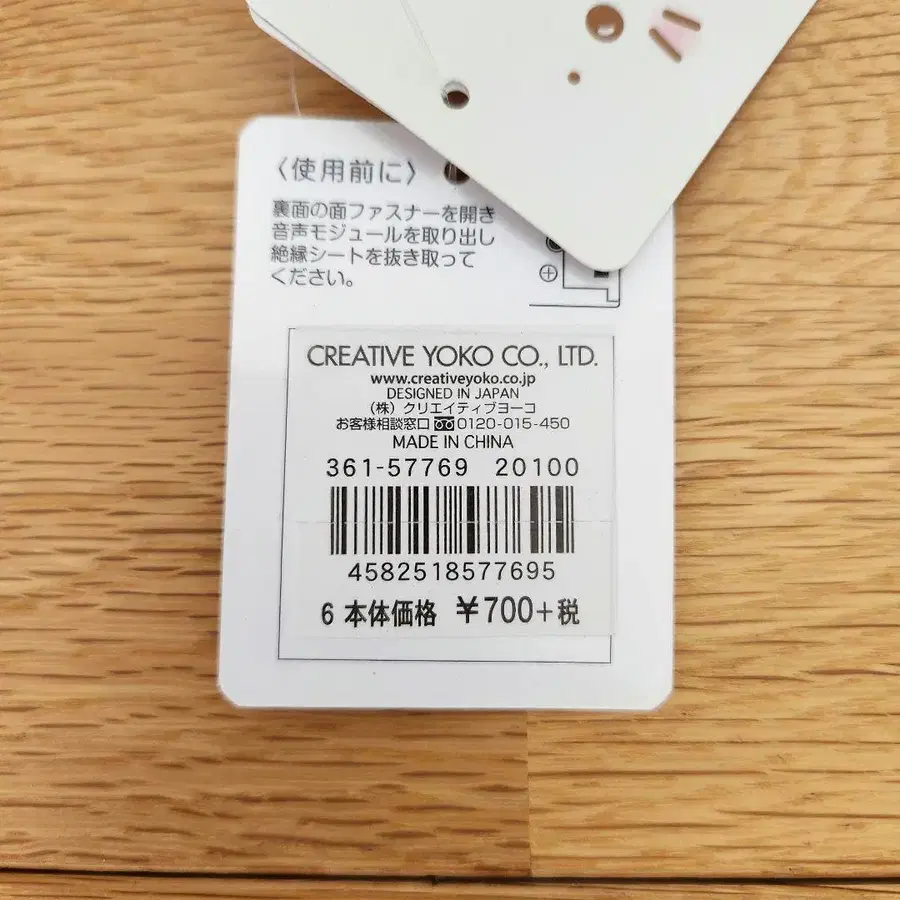 〈使用前に〉
裏面の面ファスナーを開き
音声モジュールを取り出し
絶縁シートを抜き取って
ください。
⊕
CREATIVE YOKO CO., LTD.
www.creativeyoko.co.jp
DESIGNED IN JAPAN
（株）クリエイティブヨーコ
お客様相談窓口 0120-015-450
MADE IN CHINA
361-57769 20100
4582518577695
6 本体価格 ¥700+税